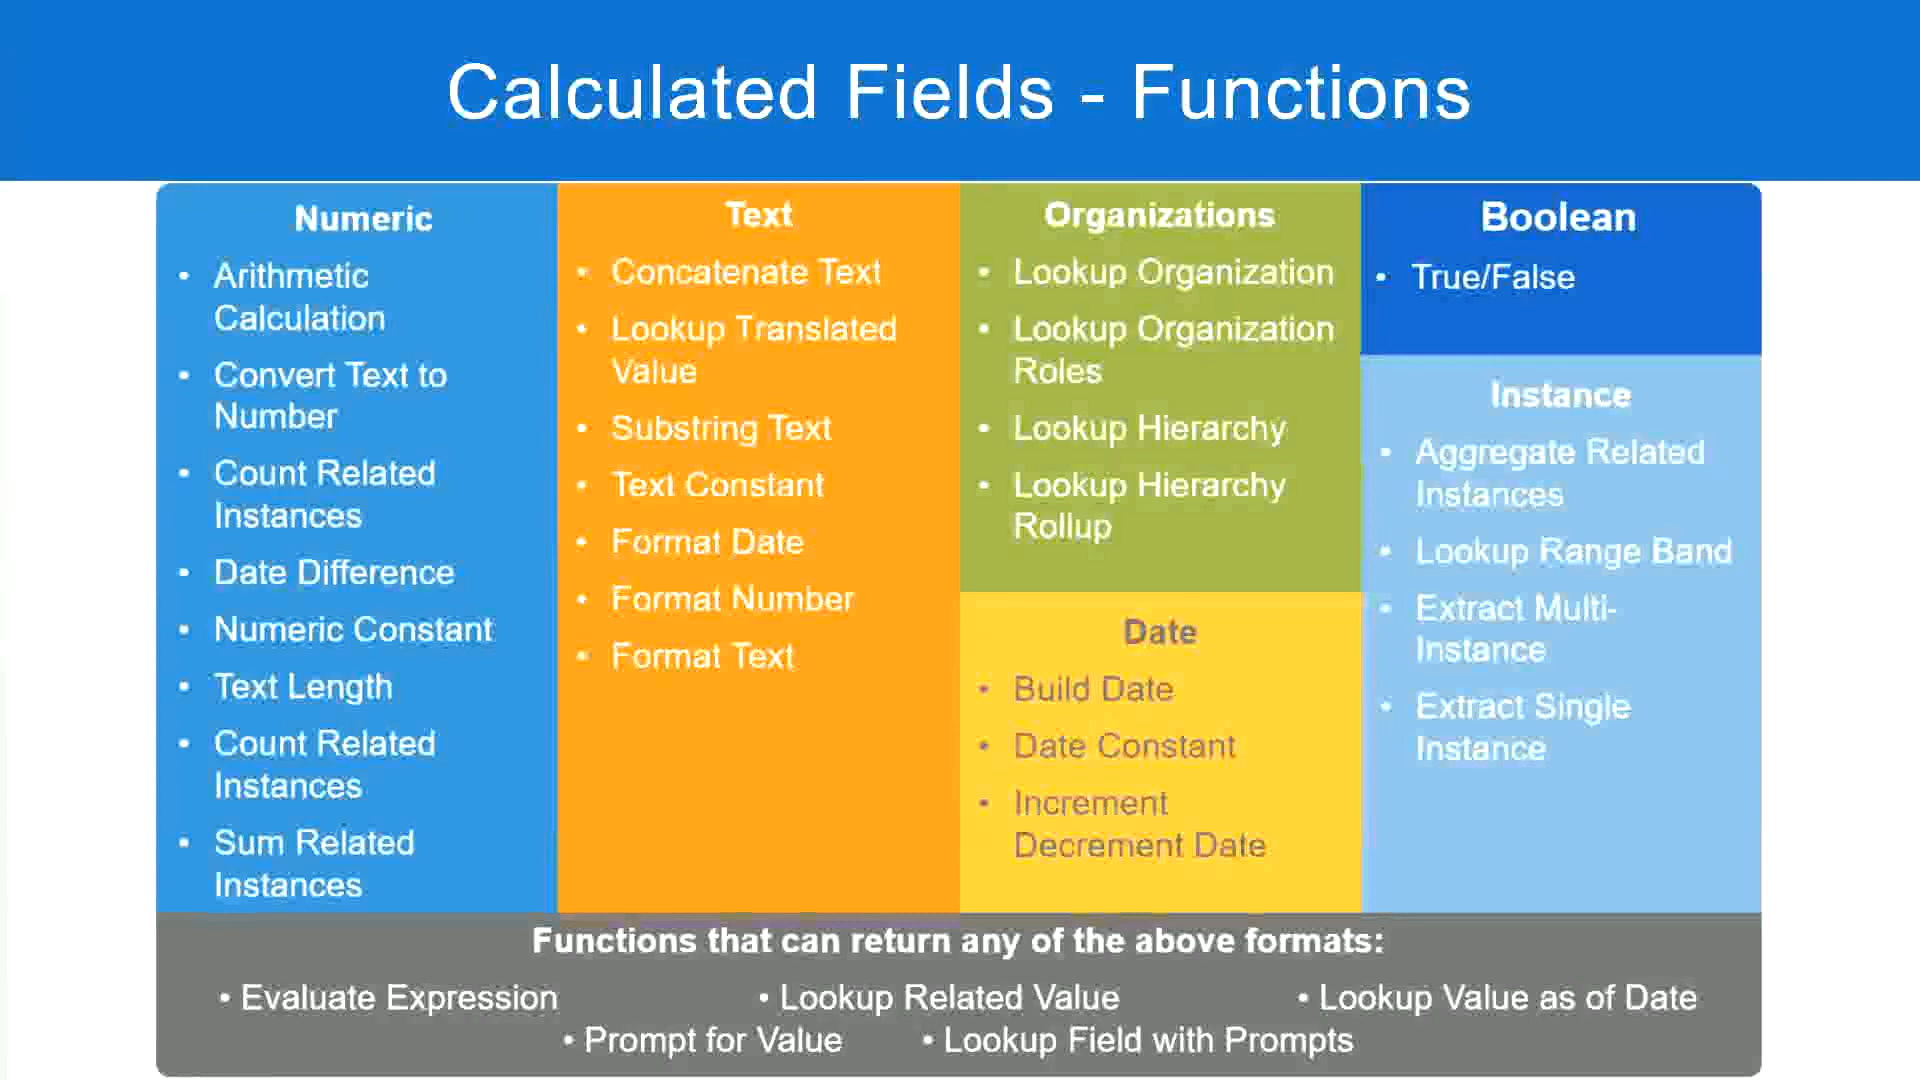 Calculated Fields - Functions
Numeric
• Arithmetic
Calculation
• Convert Text to
Number
• Count Related
Instances
• Date Difference
• Numeric Constant
• Text Length
• Count Related
Instances
• Sum Related
Instances
Text
• Concatenate Text
• Lookup Translated
Value
• Substring Text
• Text Constant
• Format Date
• Format Number
• Format Text
Organizations
• Lookup Organization
• Lookup Organization
Roles
• Lookup Hierarchy
• Lookup Hierarchy
Rollup
Date
• Build Date
• Date Constant
• Increment
Decrement Date
Boolean
• True/False
Instance
• Aggregate Related
Instances
• Lookup Range Band
• Extract Multi-
Instance
• Extract Single
Instance
Functions that can return any of the above formats:
• Evaluate Expression • Lookup Related Value • Lookup Value as of Date
• Prompt for Value • Lookup Field with Prompts